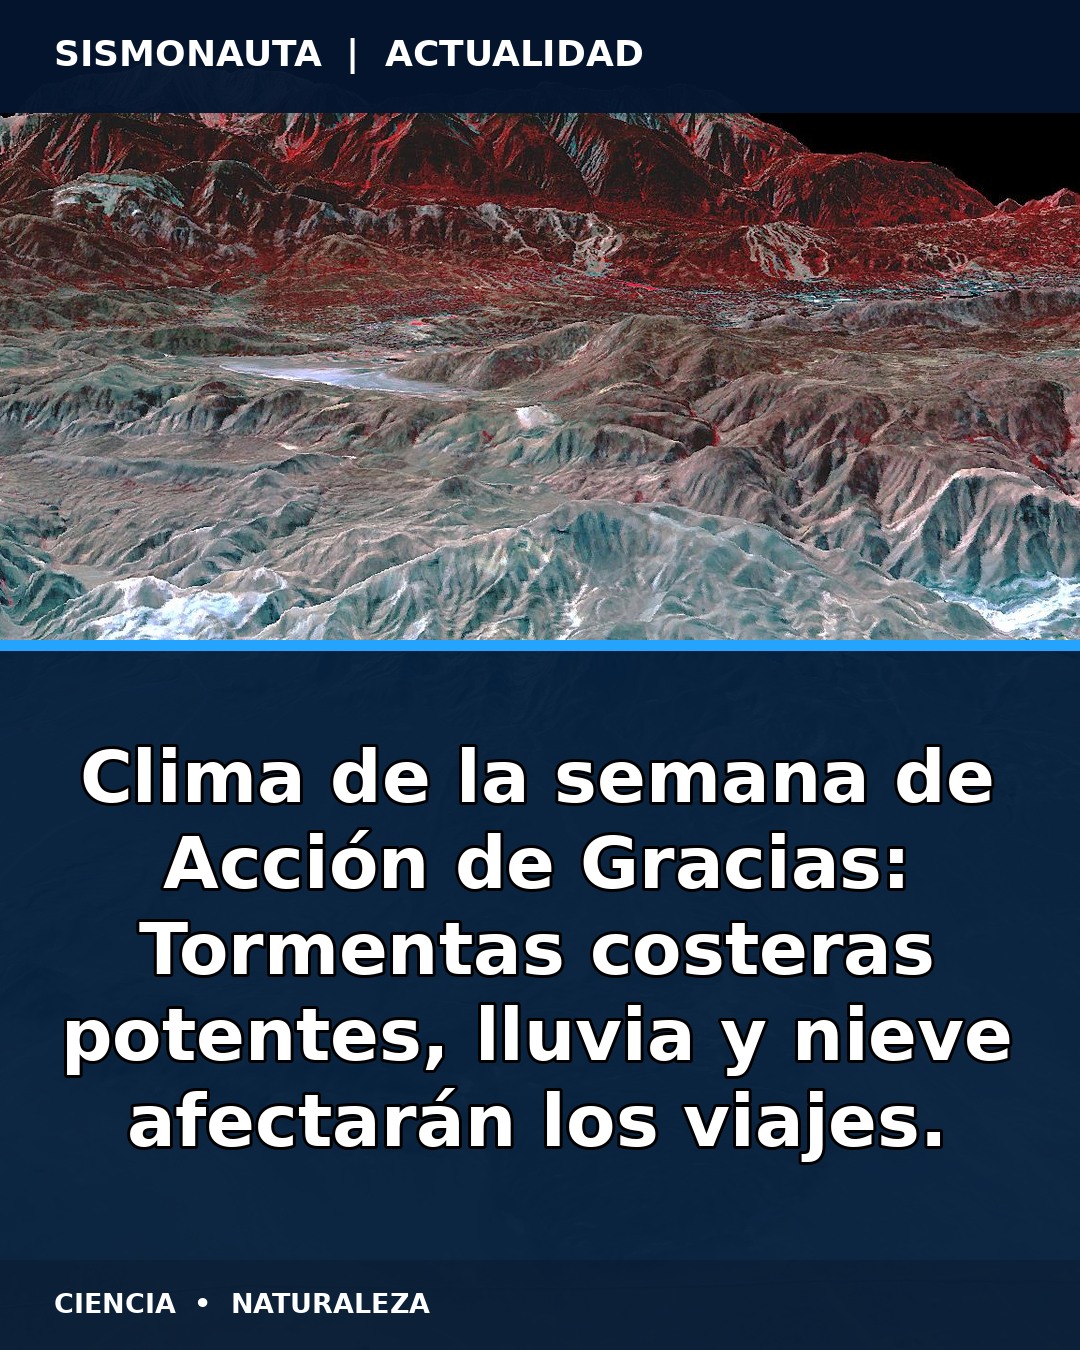 SISMONAUTA | ACTUALIDAD
Clima de la semana de
Acción de Gracias:
Tormentas costeras
potentes, lluvia y nieve
afectarán los viajes.
CIENCIA • NATURALEZA